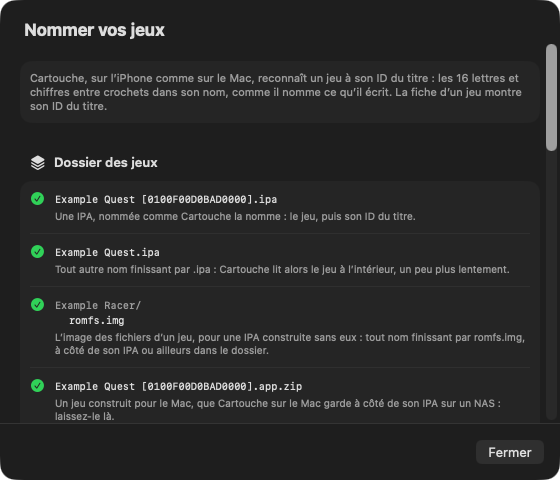 Nommer vos jeux
Cartouche, sur l’iPhone comme sur le Mac, reconnaît un jeu à son ID du titre : les 16 lettres et
chiffres entre crochets dans son nom, comme il nomme ce qu’il écrit. La fiche d’un jeu montre
son ID du titre.
Dossier des jeux
Example Quest [0100F00D0BAD0000].ipa
Une IPA, nommée comme Cartouche la nomme : le jeu, puis son ID du titre.
Example Quest.ipa
Tout autre nom finissant par .ipa : Cartouche lit alors le jeu à l’intérieur, un peu plus lentement.
Example Racer/
romfs.img
L’image des fichiers d’un jeu, pour une IPA construite sans eux : tout nom finissant par romfs.img,
à côté de son IPA ou ailleurs dans le dossier.
Example Quest [0100F00D0BAD0000].app.zip
Un jeu construit pour le Mac, que Cartouche sur le Mac garde à côté de son IPA sur un NAS :
laissez-le là.
Fermer